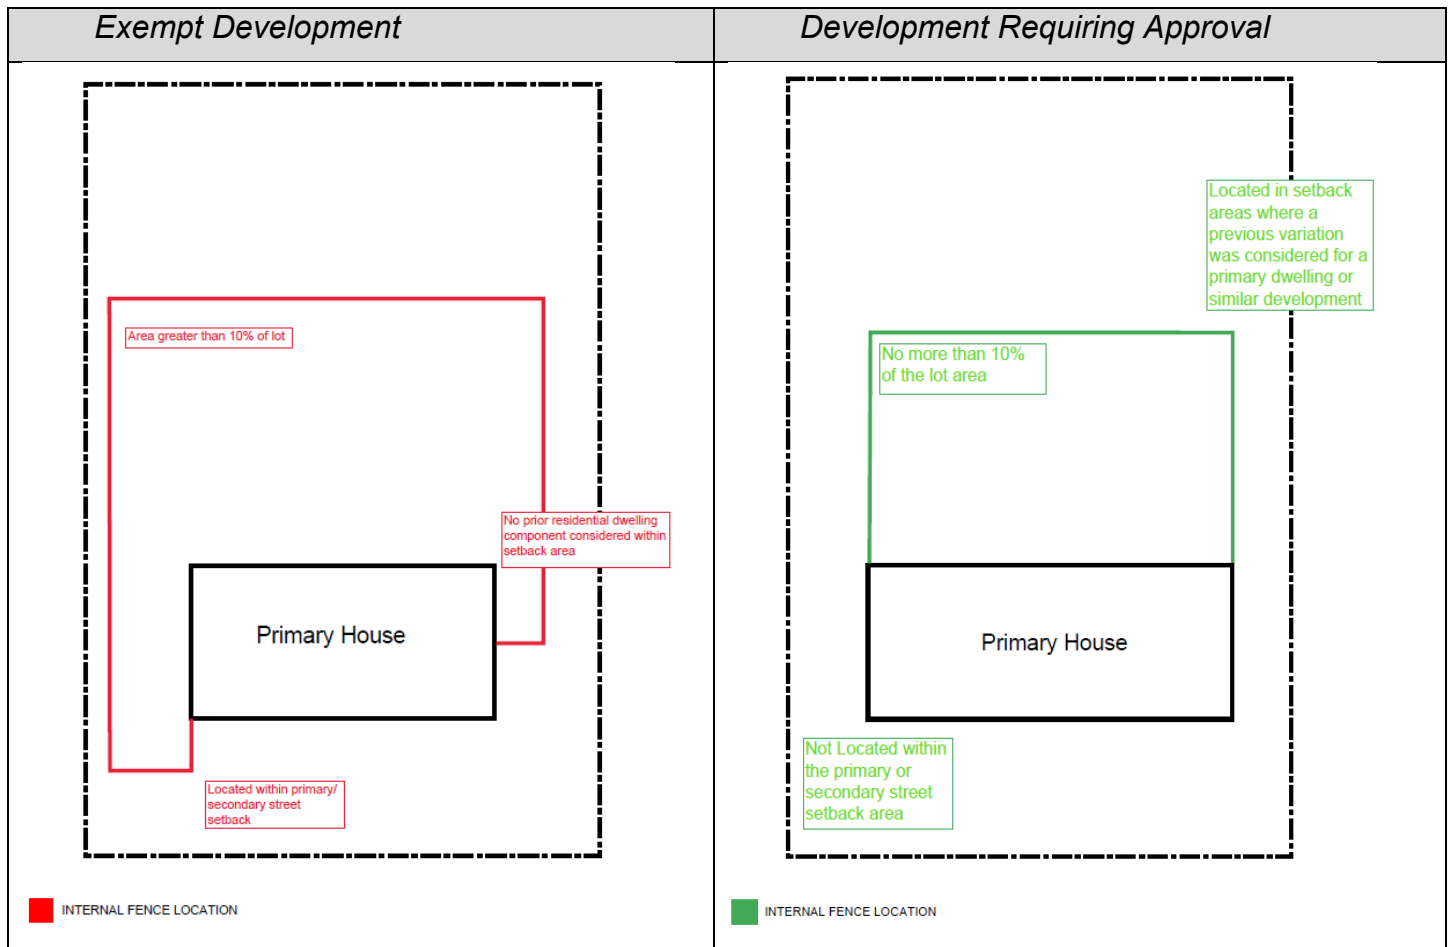 Exempt Development
Development Requiring Approval
Area greater than 10% of lot
No prior residential dwelling
component considered within
setback area
Primary House
Located within primary/
secondary street
setback
INTERNAL FENCE LOCATION
Located in setback
areas where a
previous variation
was considered for a
primary dwelling or
similar development
No more than 10%
of the lot area
Primary House
Not Located within
the primary or
secondary street
setback area
INTERNAL FENCE LOCATION